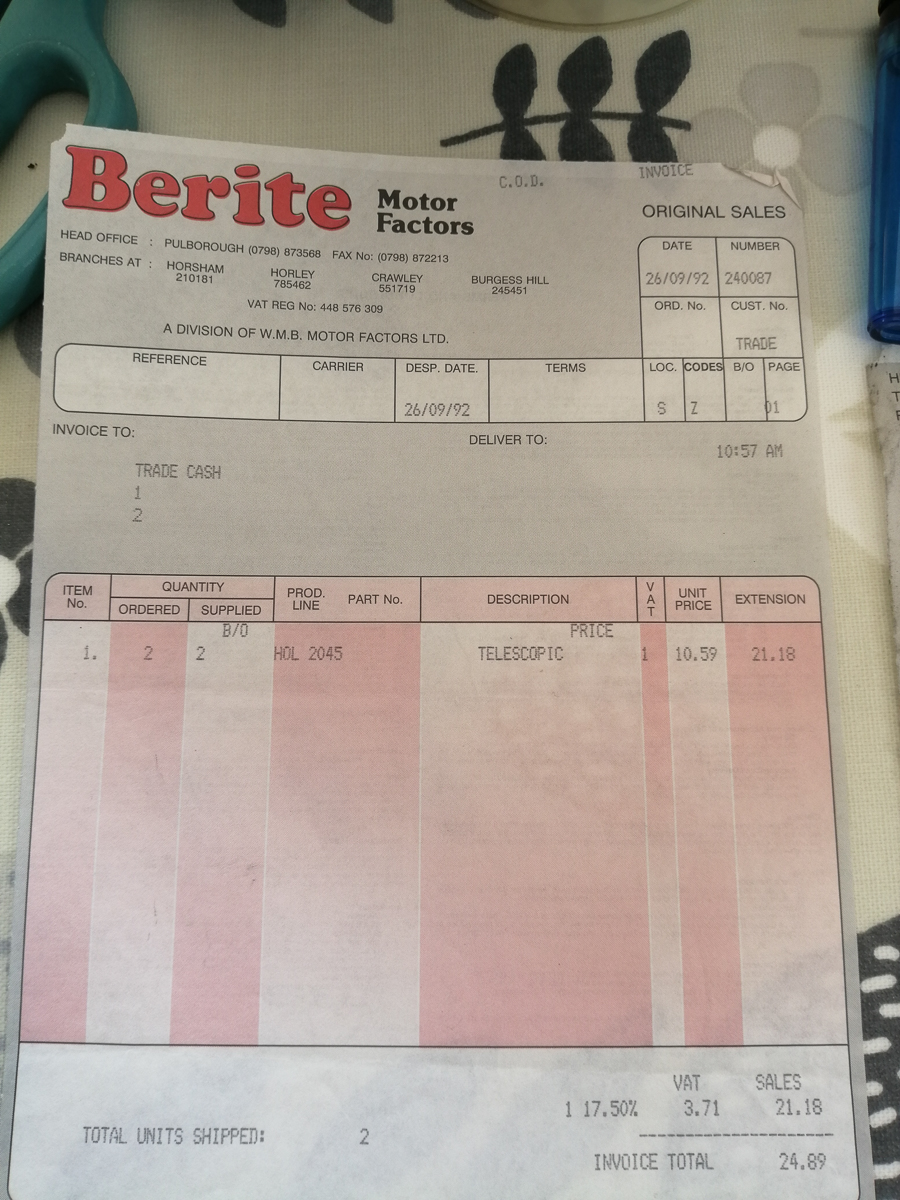 Berite Motor Factors
C.O.D.
INVOICE
ORIGINAL SALES
HEAD OFFICE : PULBOROUGH (0798) 873568 FAX No: (0798) 872213
BRANCHES AT : HORSHAM HORLEY CRAWLEY BURGESS HILL
210181 785462 551719 245451
VAT REG No: 448 576 309
A DIVISION OF W.M.B. MOTOR FACTORS LTD.
DATE NUMBER
26/09/92 240087
ORD. No. CUST. No.
TRADE
REFERENCE CARRIER DESP. DATE. TERMS LOC. CODES B/O PAGE
26/09/92 S Z 01
INVOICE TO: DELIVER TO:
10:57 AM
TRADE CASH
1
2
ITEM No. QUANTITY PROD. LINE PART No. DESCRIPTION VAT UNIT PRICE EXTENSION
ORDERED SUPPLIED
B/O PRICE
1. 2 2 HOL 2045 TELESCOPIC 1 10.59 21.18
VAT SALES
1 17.50% 3.71 21.18
TOTAL UNITS SHIPPED: 2
INVOICE TOTAL 24.89